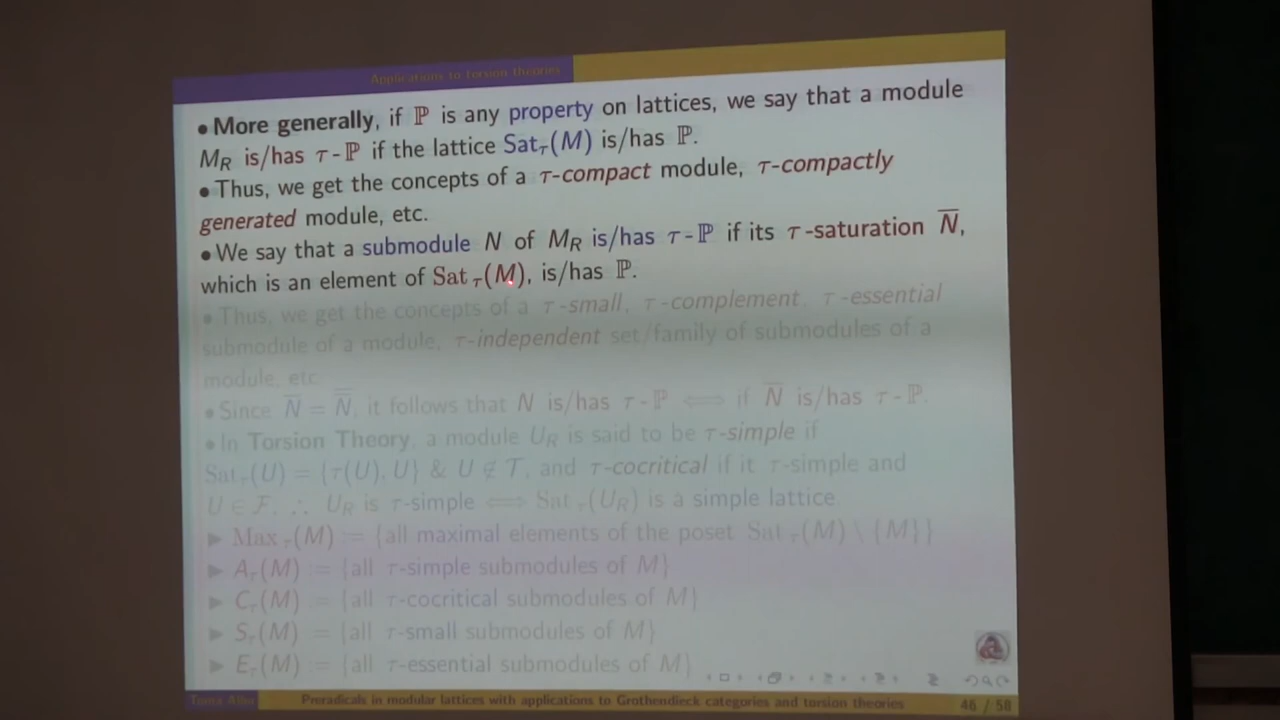 Applications to torsion theories
• More generally, if ℙ is any property on lattices, we say that a module
M_R is/has τ-ℙ if the lattice Sat_τ(M) is/has ℙ.
• Thus, we get the concepts of a τ-compact module, τ-compactly
generated module, etc.
• We say that a submodule N of M_R is/has τ-ℙ if its τ-saturation N̅,
which is an element of Sat_τ(M), is/has ℙ.
• Thus, we get the concepts of a τ-small, τ-complement, τ-essential
submodule of a module, τ-independent set/family of submodules of a
module, etc
• Since N̅ = N̿, it follows that N is/has τ-ℙ ⟺ if N̅ is/has τ-ℙ.
• In Torsion Theory, a module U_R is said to be τ-simple if
Sat_τ(U) = {τ(U), U} & U ∉ T, and τ-cocritical if it τ-simple and
U ∈ F. ∴ U_R is τ-simple ⟺ Sat_τ(U_R) is a simple lattice.
▶ Max_τ(M) := {all maximal elements of the poset Sat_τ(M) \ {M}}
▶ A_τ(M) := {all τ-simple submodules of M}
▶ C_τ(M) := {all τ-cocritical submodules of M}
▶ S_τ(M) := {all τ-small submodules of M}
▶ E_τ(M) := {all τ-essential submodules of M}
Toma Albu Preradicals in modular lattices with applications to Grothendieck categories and torsion theories 46 / 58